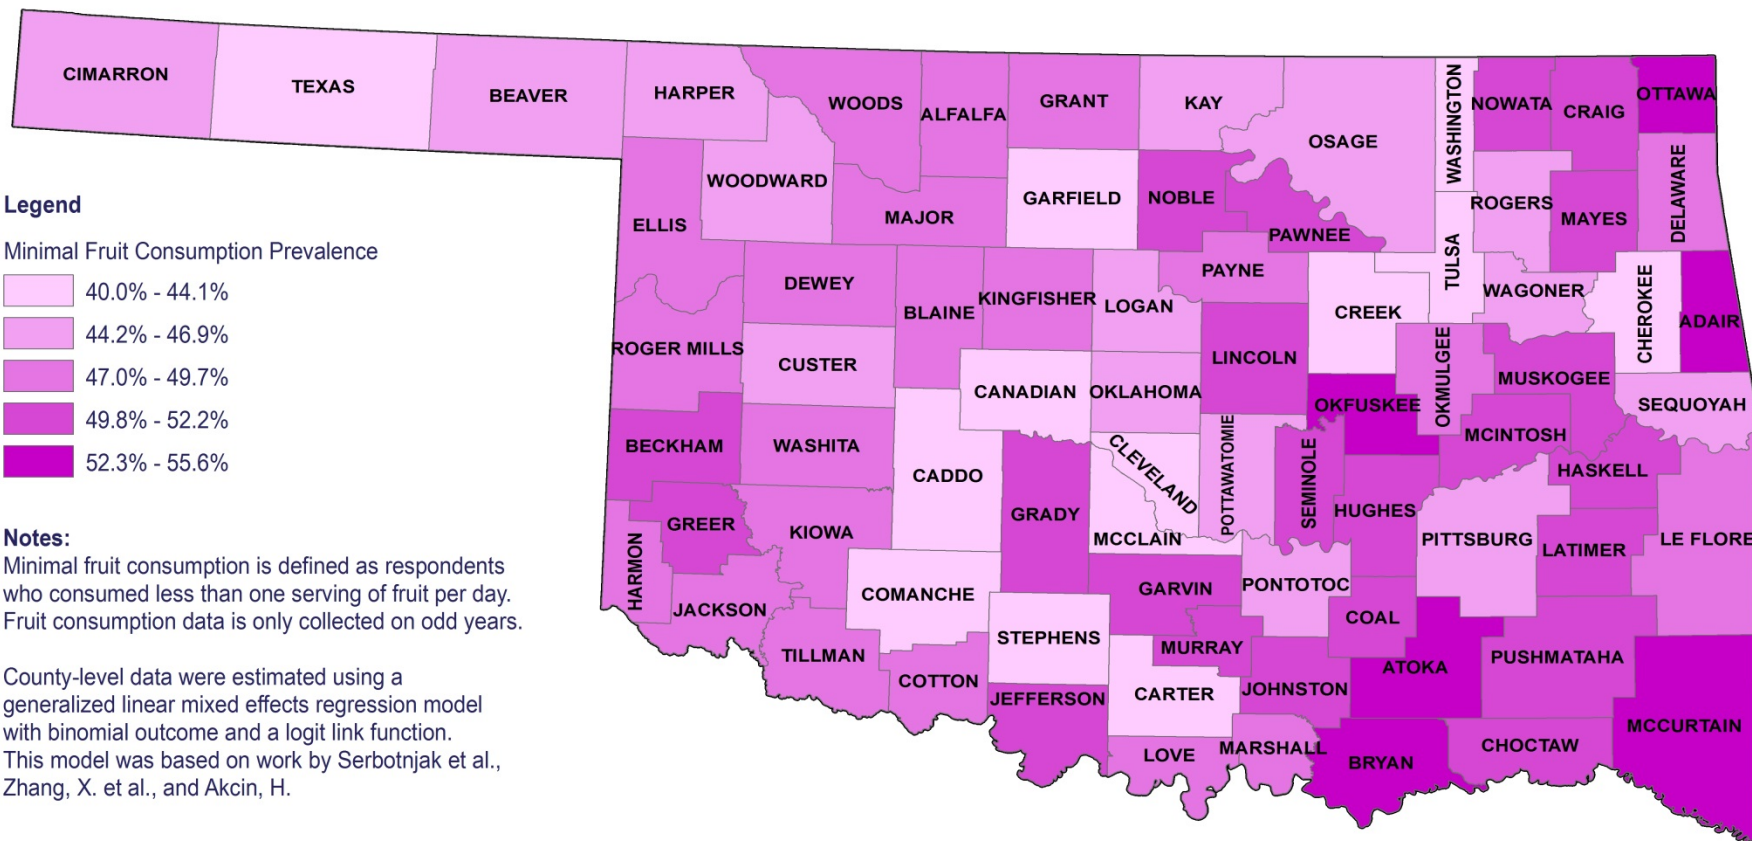 CIMARRON
TEXAS
BEAVER
HARPER
WOODS
ALFALFA
GRANT
KAY
OSAGE
WASHINGTON
NOWATA
CRAIG
OTTAWA
WOODWARD
ELLIS
MAJOR
GARFIELD
NOBLE
PAWNEE
ROGERS
MAYES
DELAWARE
Legend
Minimal Fruit Consumption Prevalence
40.0% - 44.1%
44.2% - 46.9%
47.0% - 49.7%
49.8% - 52.2%
52.3% - 55.6%
DEWEY
BLAINE
KINGFISHER
LOGAN
PAYNE
TULSA
CREEK
WAGONER
CHEROKEE
ADAIR
ROGER MILLS
CUSTER
CANADIAN
OKLAHOMA
LINCOLN
OKFUSKEE
OKMULGEE
MUSKOGEE
SEQUOYAH
BECKHAM
WASHITA
CADDO
GRADY
CLEVELAND
MCCLAIN
POTTAWATOMIE
SEMINOLE
HUGHES
MCINTOSH
HASKELL
PITTSBURG
LATIMER
LE FLORE
GREER
KIOWA
HARMON
JACKSON
COMANCHE
TILLMAN
COTTON
STEPHENS
JEFFERSON
GARVIN
MURRAY
CARTER
LOVE
PONTOTOC
JOHNSTON
MARSHALL
COAL
ATOKA
BRYAN
PUSHMATAHA
CHOCTAW
MCCURTAIN
Notes:
Minimal fruit consumption is defined as respondents
who consumed less than one serving of fruit per day.
Fruit consumption data is only collected on odd years.
County-level data were estimated using a
generalized linear mixed effects regression model
with binomial outcome and a logit link function.
This model was based on work by Serbotnjak et al.,
Zhang, X. et al., and Akcin, H.